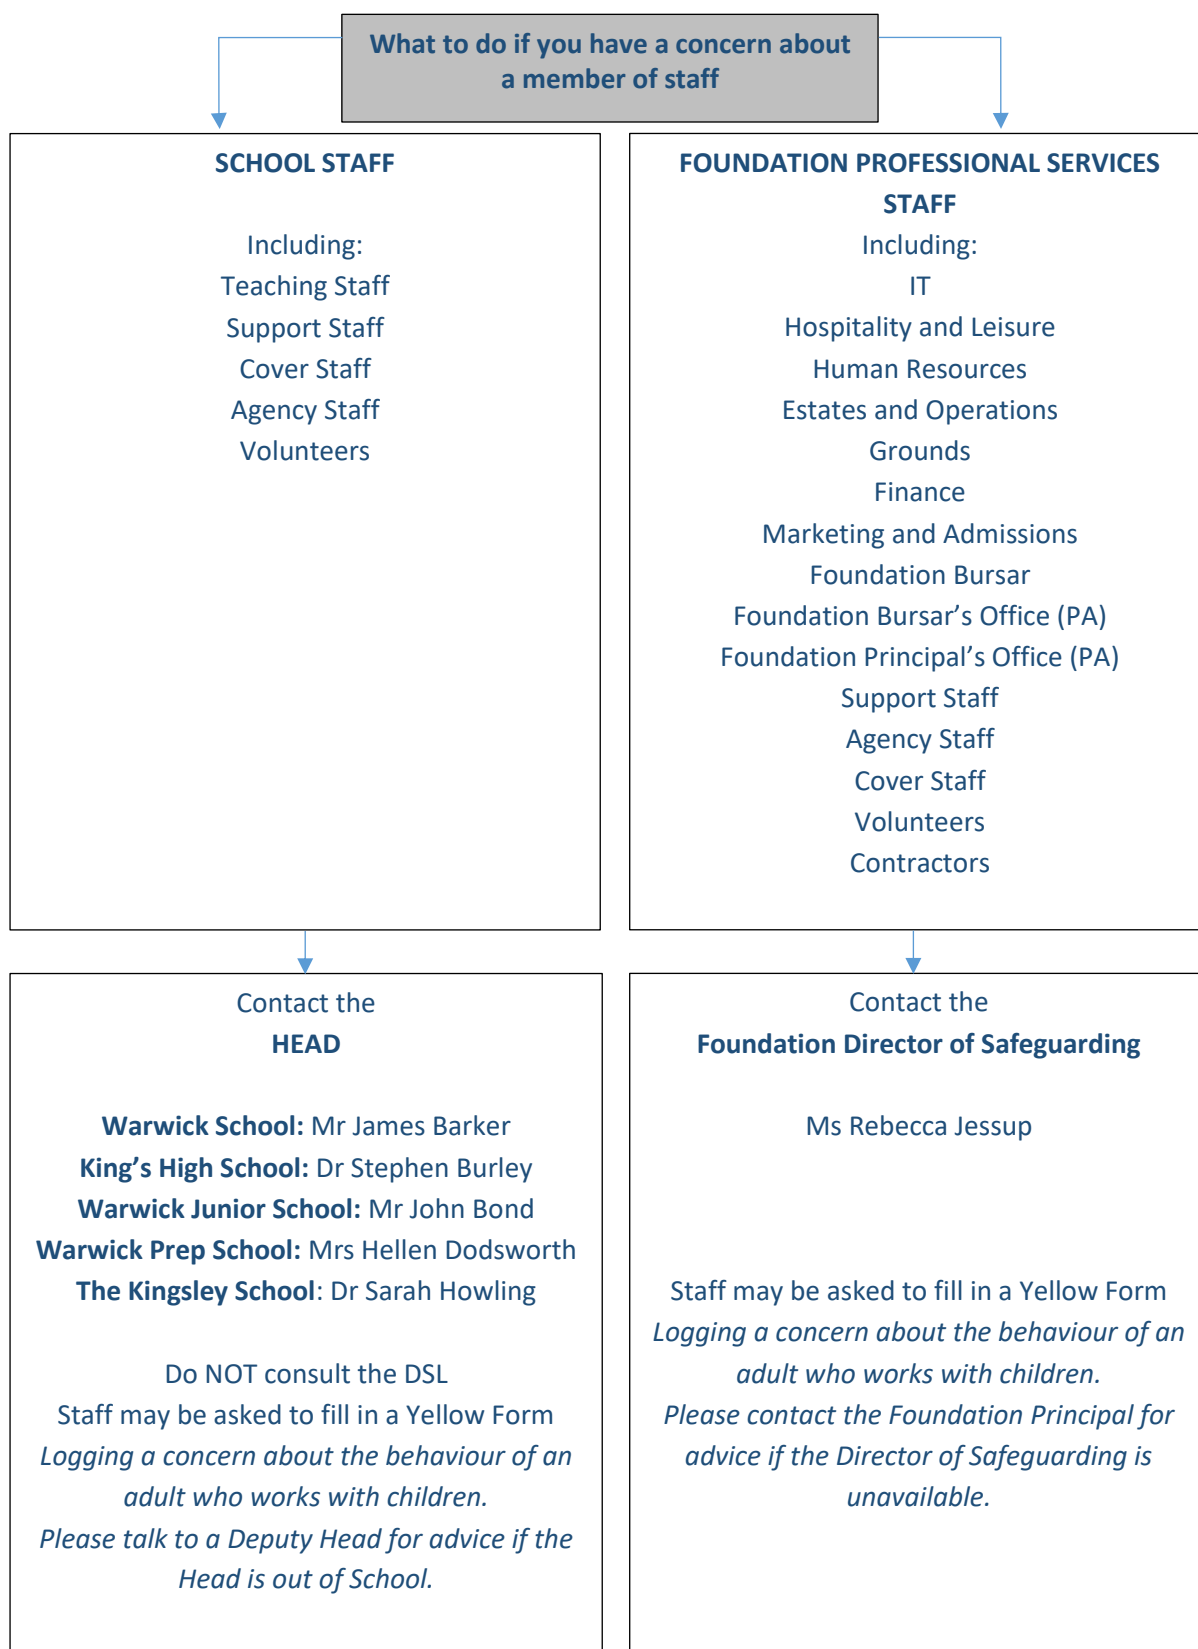 What to do if you have a concern about
a member of staff
SCHOOL STAFF
Including:
Teaching Staff
Support Staff
Cover Staff
Agency Staff
Volunteers
FOUNDATION PROFESSIONAL SERVICES
STAFF
Including:
IT
Hospitality and Leisure
Human Resources
Estates and Operations
Grounds
Finance
Marketing and Admissions
Foundation Bursar
Foundation Bursar’s Office (PA)
Foundation Principal’s Office (PA)
Support Staff
Agency Staff
Cover Staff
Volunteers
Contractors
Contact the
HEAD
Warwick School: Mr James Barker
King’s High School: Dr Stephen Burley
Warwick Junior School: Mr John Bond
Warwick Prep School: Mrs Hellen Dodsworth
The Kingsley School: Dr Sarah Howling
Do NOT consult the DSL
Staff may be asked to fill in a Yellow Form
Logging a concern about the behaviour of an
adult who works with children.
Please talk to a Deputy Head for advice if the
Head is out of School.
Contact the
Foundation Director of Safeguarding
Ms Rebecca Jessup
Staff may be asked to fill in a Yellow Form
Logging a concern about the behaviour of an
adult who works with children.
Please contact the Foundation Principal for
advice if the Director of Safeguarding is
unavailable.